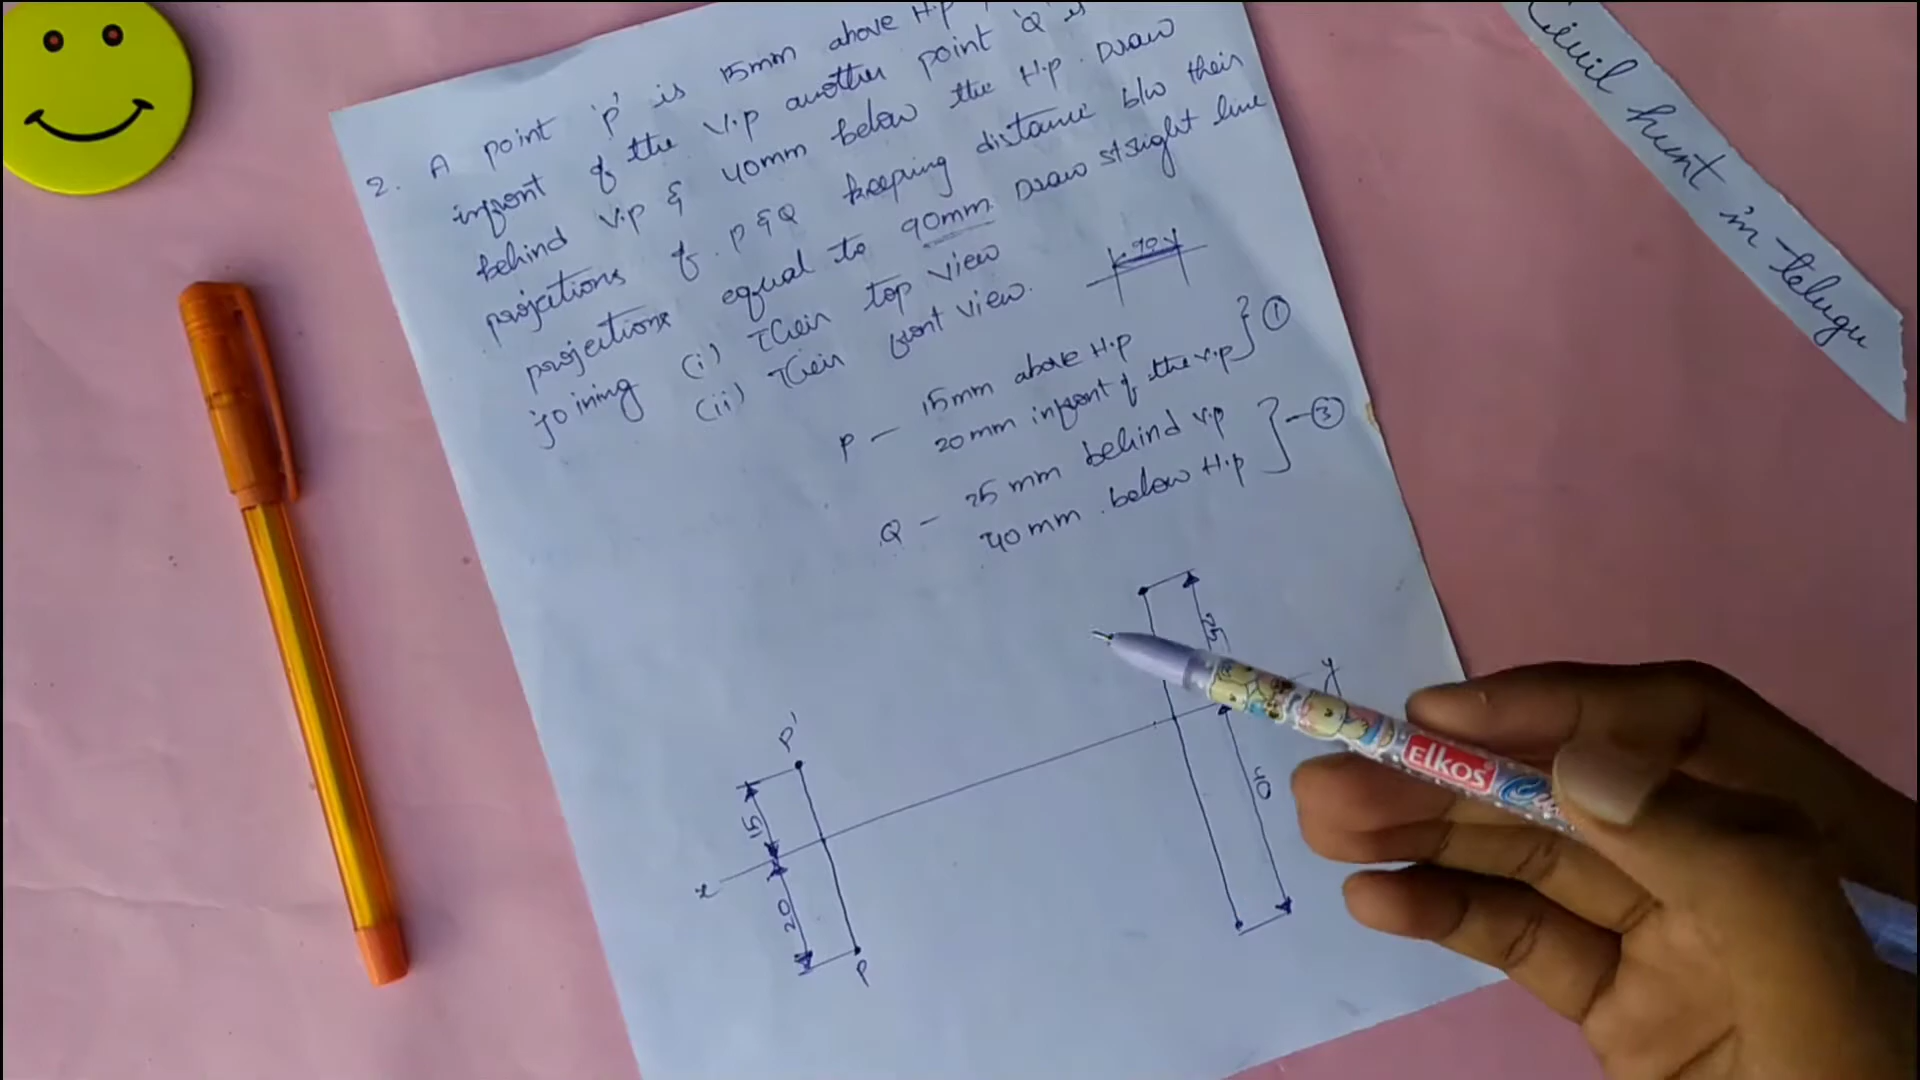 2. A point 'p' is 15mm above H.p
infront of the V.p another point 'Q' is
behind V.p & 40mm below the H.p. Draw
projections of p & Q keeping distance b/w their
projections equal to 90mm. Draw straight line
joining (i) Their top view
(ii) Their front view.
90
P - 15mm above H.p
20mm infront of the V.p } ①
Q - 25 mm behind V.p
40mm below H.p } - ③
25
y
p'
15
40
x
20
p
Elkos
Civil hunt in telugu